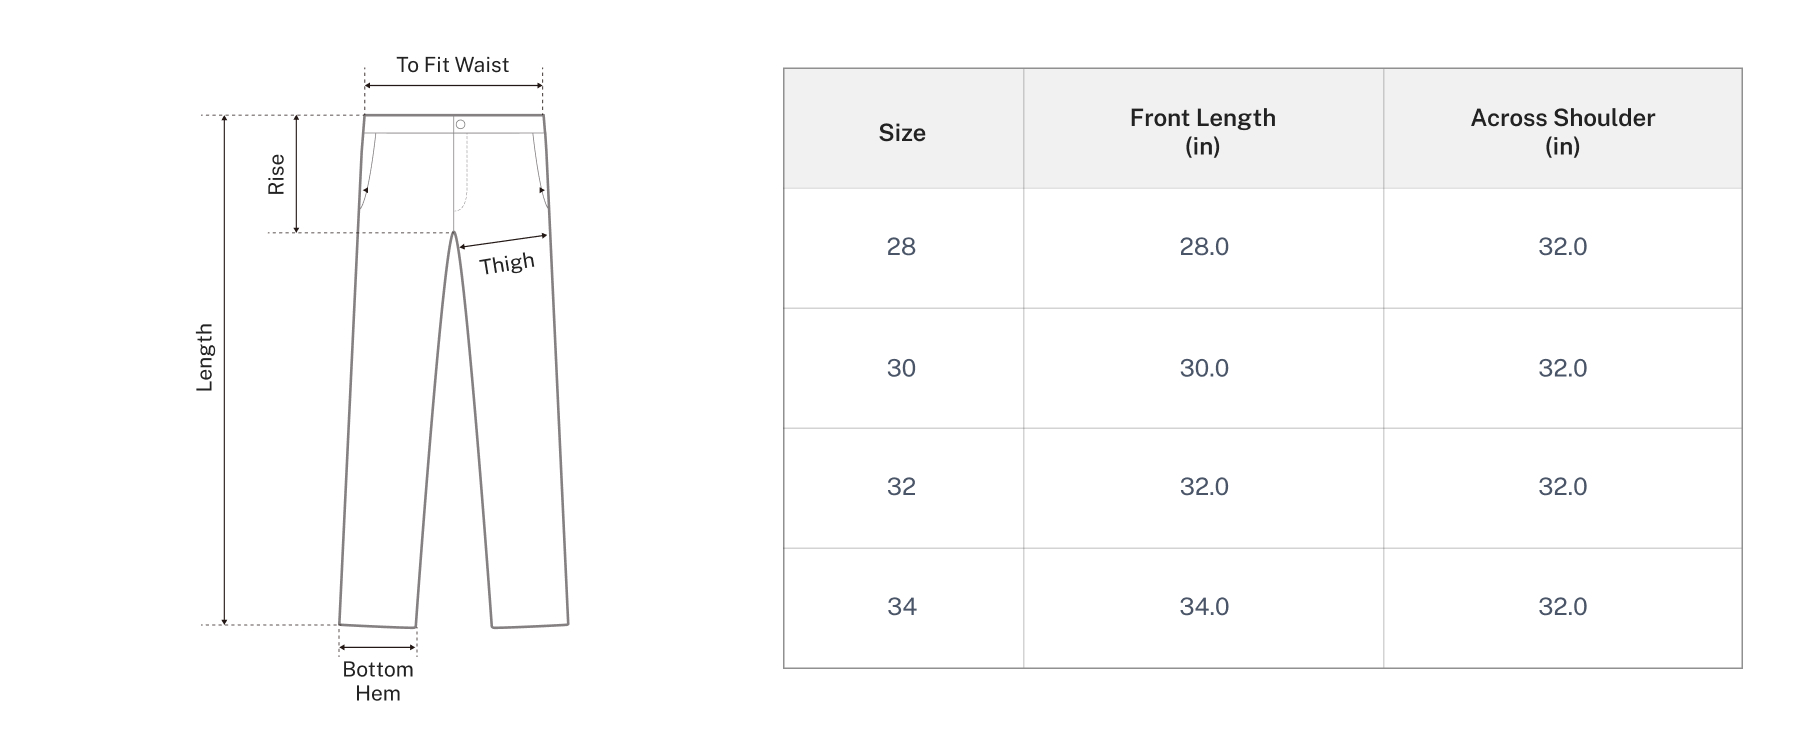 To Fit Waist
Rise
Thigh
Length
Bottom
Hem
Size
Front Length
(in)
Across Shoulder
(in)
28 28.0 32.0
30 30.0 32.0
32 32.0 32.0
34 34.0 32.0